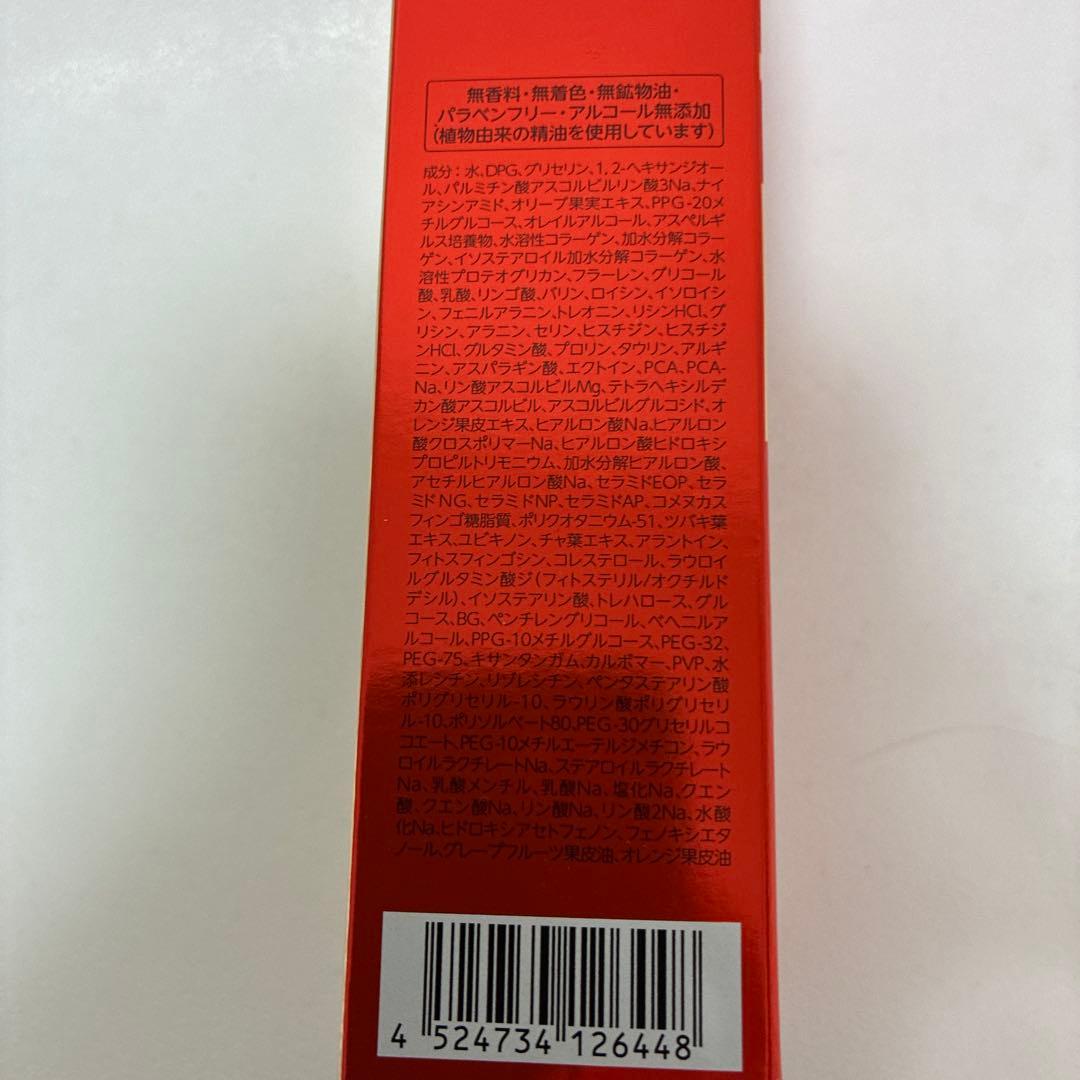 無香料・無着色・無鉱物油・
パラベンフリー・アルコール無添加
(植物由来の精油を使用しています)
成分：水、DPG、グリセリン、1,2-ヘキサンジオー
ル、パルミチン酸アスコルビルリン酸3Na、ナイ
アシンアミド、オリーブ果実エキス、PPG-20メ
チルグルコース、オレイルアルコール、アスペルギ
ルス培養物、水溶性コラーゲン、加水分解コラー
ゲン、イソステアロイル加水分解コラーゲン、水
溶性プロテオグリカン、フラーレン、グリコール
酸、乳酸、リンゴ酸、バリン、ロイシン、イソロイシ
ン、フェニルアラニン、トレオニン、リシンHCl、グ
リシン、アラニン、セリン、ヒスチジン、ヒスチジ
ンHCl、グルタミン酸、プロリン、タウリン、アルギ
ニン、アスパラギン酸、エクトイン、PCA、PCA-
Na、リン酸アスコルビルMg、テトラヘキシルデ
カン酸アスコルビル、アスコルビルグルコシド、オ
レンジ果皮エキス、ヒアルロン酸Na、ヒアルロン
酸クロスポリマーNa、ヒアルロン酸ヒドロキシ
プロピルトリモニウム、加水分解ヒアルロン酸、
アセチルヒアルロン酸Na、セラミドEOP、セラ
ミドNG、セラミドNP、セラミドAP、コメヌカス
フィンゴ糖脂質、ポリクオタニウム-51、ツバキ葉
エキス、ユビキノン、チャ葉エキス、アラントイン、
フィトスフィンゴシン、コレステロール、ラウロイ
ルグルタミン酸ジ(フィトステリル/オクチルド
デシル)、イソステアリン酸、トレハロース、グル
コース、BG、ペンチレングリコール、ベヘニルア
ルコール、PPG-10メチルグルコース、PEG-32、
PEG-75、キサンタンガム、カルボマー、PVP、水
添レシチン、リゾレシチン、ペンタステアリン酸
ポリグリセリル-10、ラウリン酸ポリグリセリ
ル-10、ポリソルベート80、PEG-30グリセリルコ
コエート、PEG-10メチルエーテルジメチコン、ラウ
ロイルラクチレートNa、ステアロイルラクチレート
Na、乳酸メンチル、乳酸Na、塩化Na、クエン
酸、クエン酸Na、リン酸Na、リン酸2Na、水酸
化Na、ヒドロキシアセトフェノン、フェノキシエタ
ノール、グレープフルーツ果皮油、オレンジ果皮油
4 524734 126448